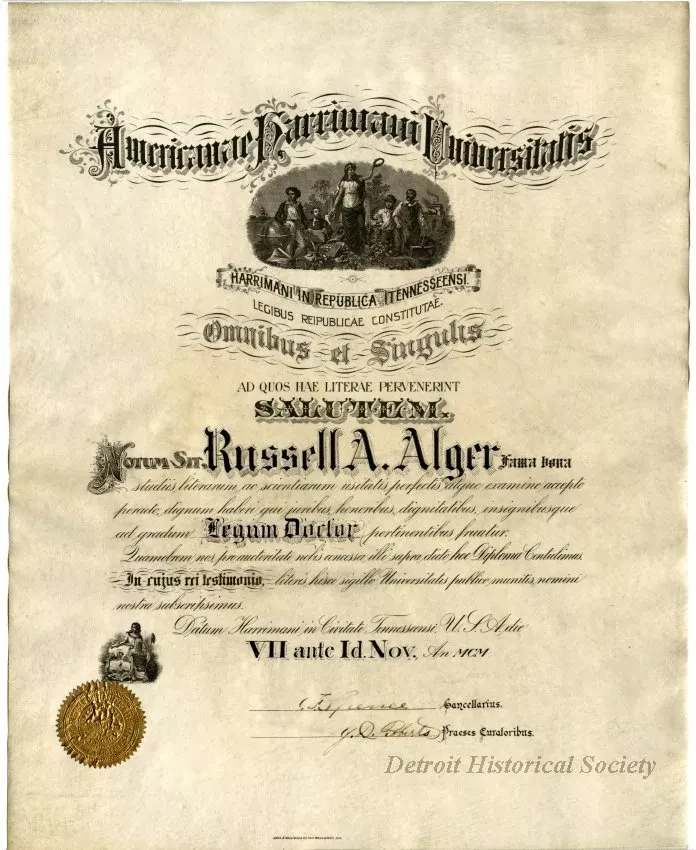 Americanae Harrimani Universitatis
HARRIMANI IN REPUBLICA TENNESSEENSI.
LEGIBUS REIPUBLICAE CONSTITUTAE.
Omnibus et Singulis
AD QUOS HAE LITERAE PERVENERINT
SALUTEM.
NOTUM SIT, Russell A. Alger Fama bona
studiis literarum ac scientiarum usitatis perfectis atque examine accepto
peracto, dignum haberi qui juribus, honoribus, dignitatibus, insignibusque
ad gradum Legum Doctor pertinentibus fruatur.
Quamobrem nos, pro auctoritate nobis concessa illi supra dicto hoc Diploma Contulimus.
In cujus rei testimonio, literis hisce sigillo Universitatis publico munitis, nomini
nostra subscripsimus.
Datum Harrimani in Civitate Tennesseensi, U. S. A. die
VII ante Id. Nov., An MCM
Cancellarius.
Praeses Curatoribus.
Detroit Historical Society